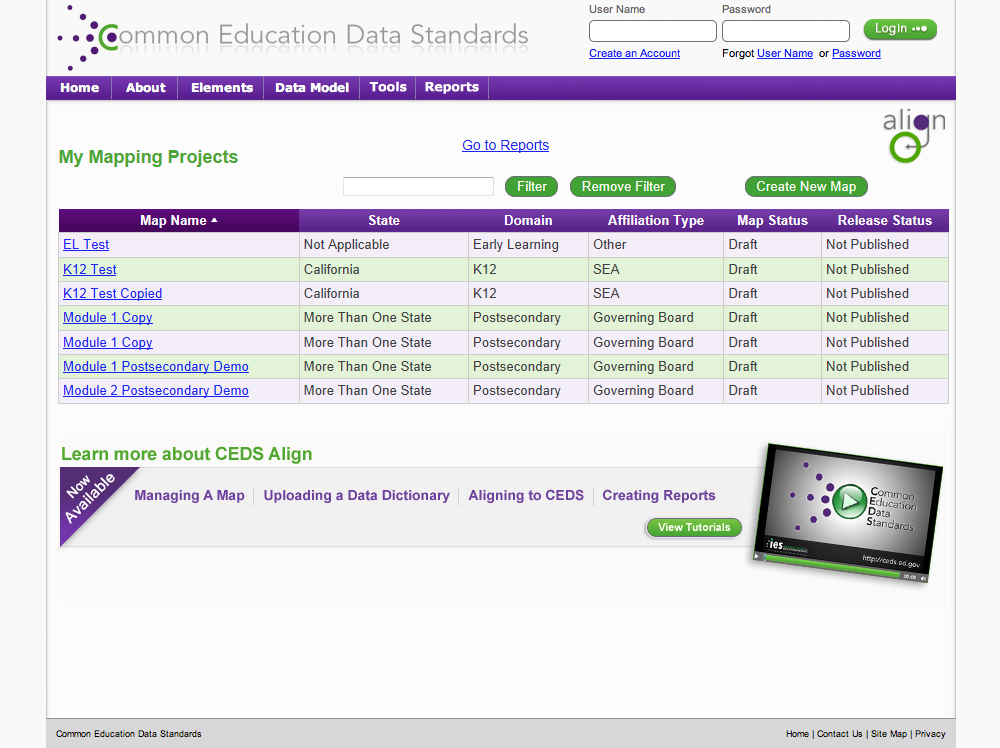 Common Education Data Standards
User Name Password
Login
Create an Account Forgot User Name or Password
Home About Elements Data Model Tools Reports
align
My Mapping Projects
Go to Reports
Filter Remove Filter Create New Map
Map Name State Domain Affiliation Type Map Status Release Status
EL Test Not Applicable Early Learning Other Draft Not Published
K12 Test California K12 SEA Draft Not Published
K12 Test Copied California K12 SEA Draft Not Published
Module 1 Copy More Than One State Postsecondary Governing Board Draft Not Published
Module 1 Copy More Than One State Postsecondary Governing Board Draft Not Published
Module 1 Postsecondary Demo More Than One State Postsecondary Governing Board Draft Not Published
Module 2 Postsecondary Demo More Than One State Postsecondary Governing Board Draft Not Published
Learn more about CEDS Align
Now
Available
Managing A Map Uploading a Data Dictionary Aligning to CEDS Creating Reports
View Tutorials
Common
Education
Data
Standards
ies
http://ceds.ed.gov
Common Education Data Standards
Home | Contact Us | Site Map | Privacy